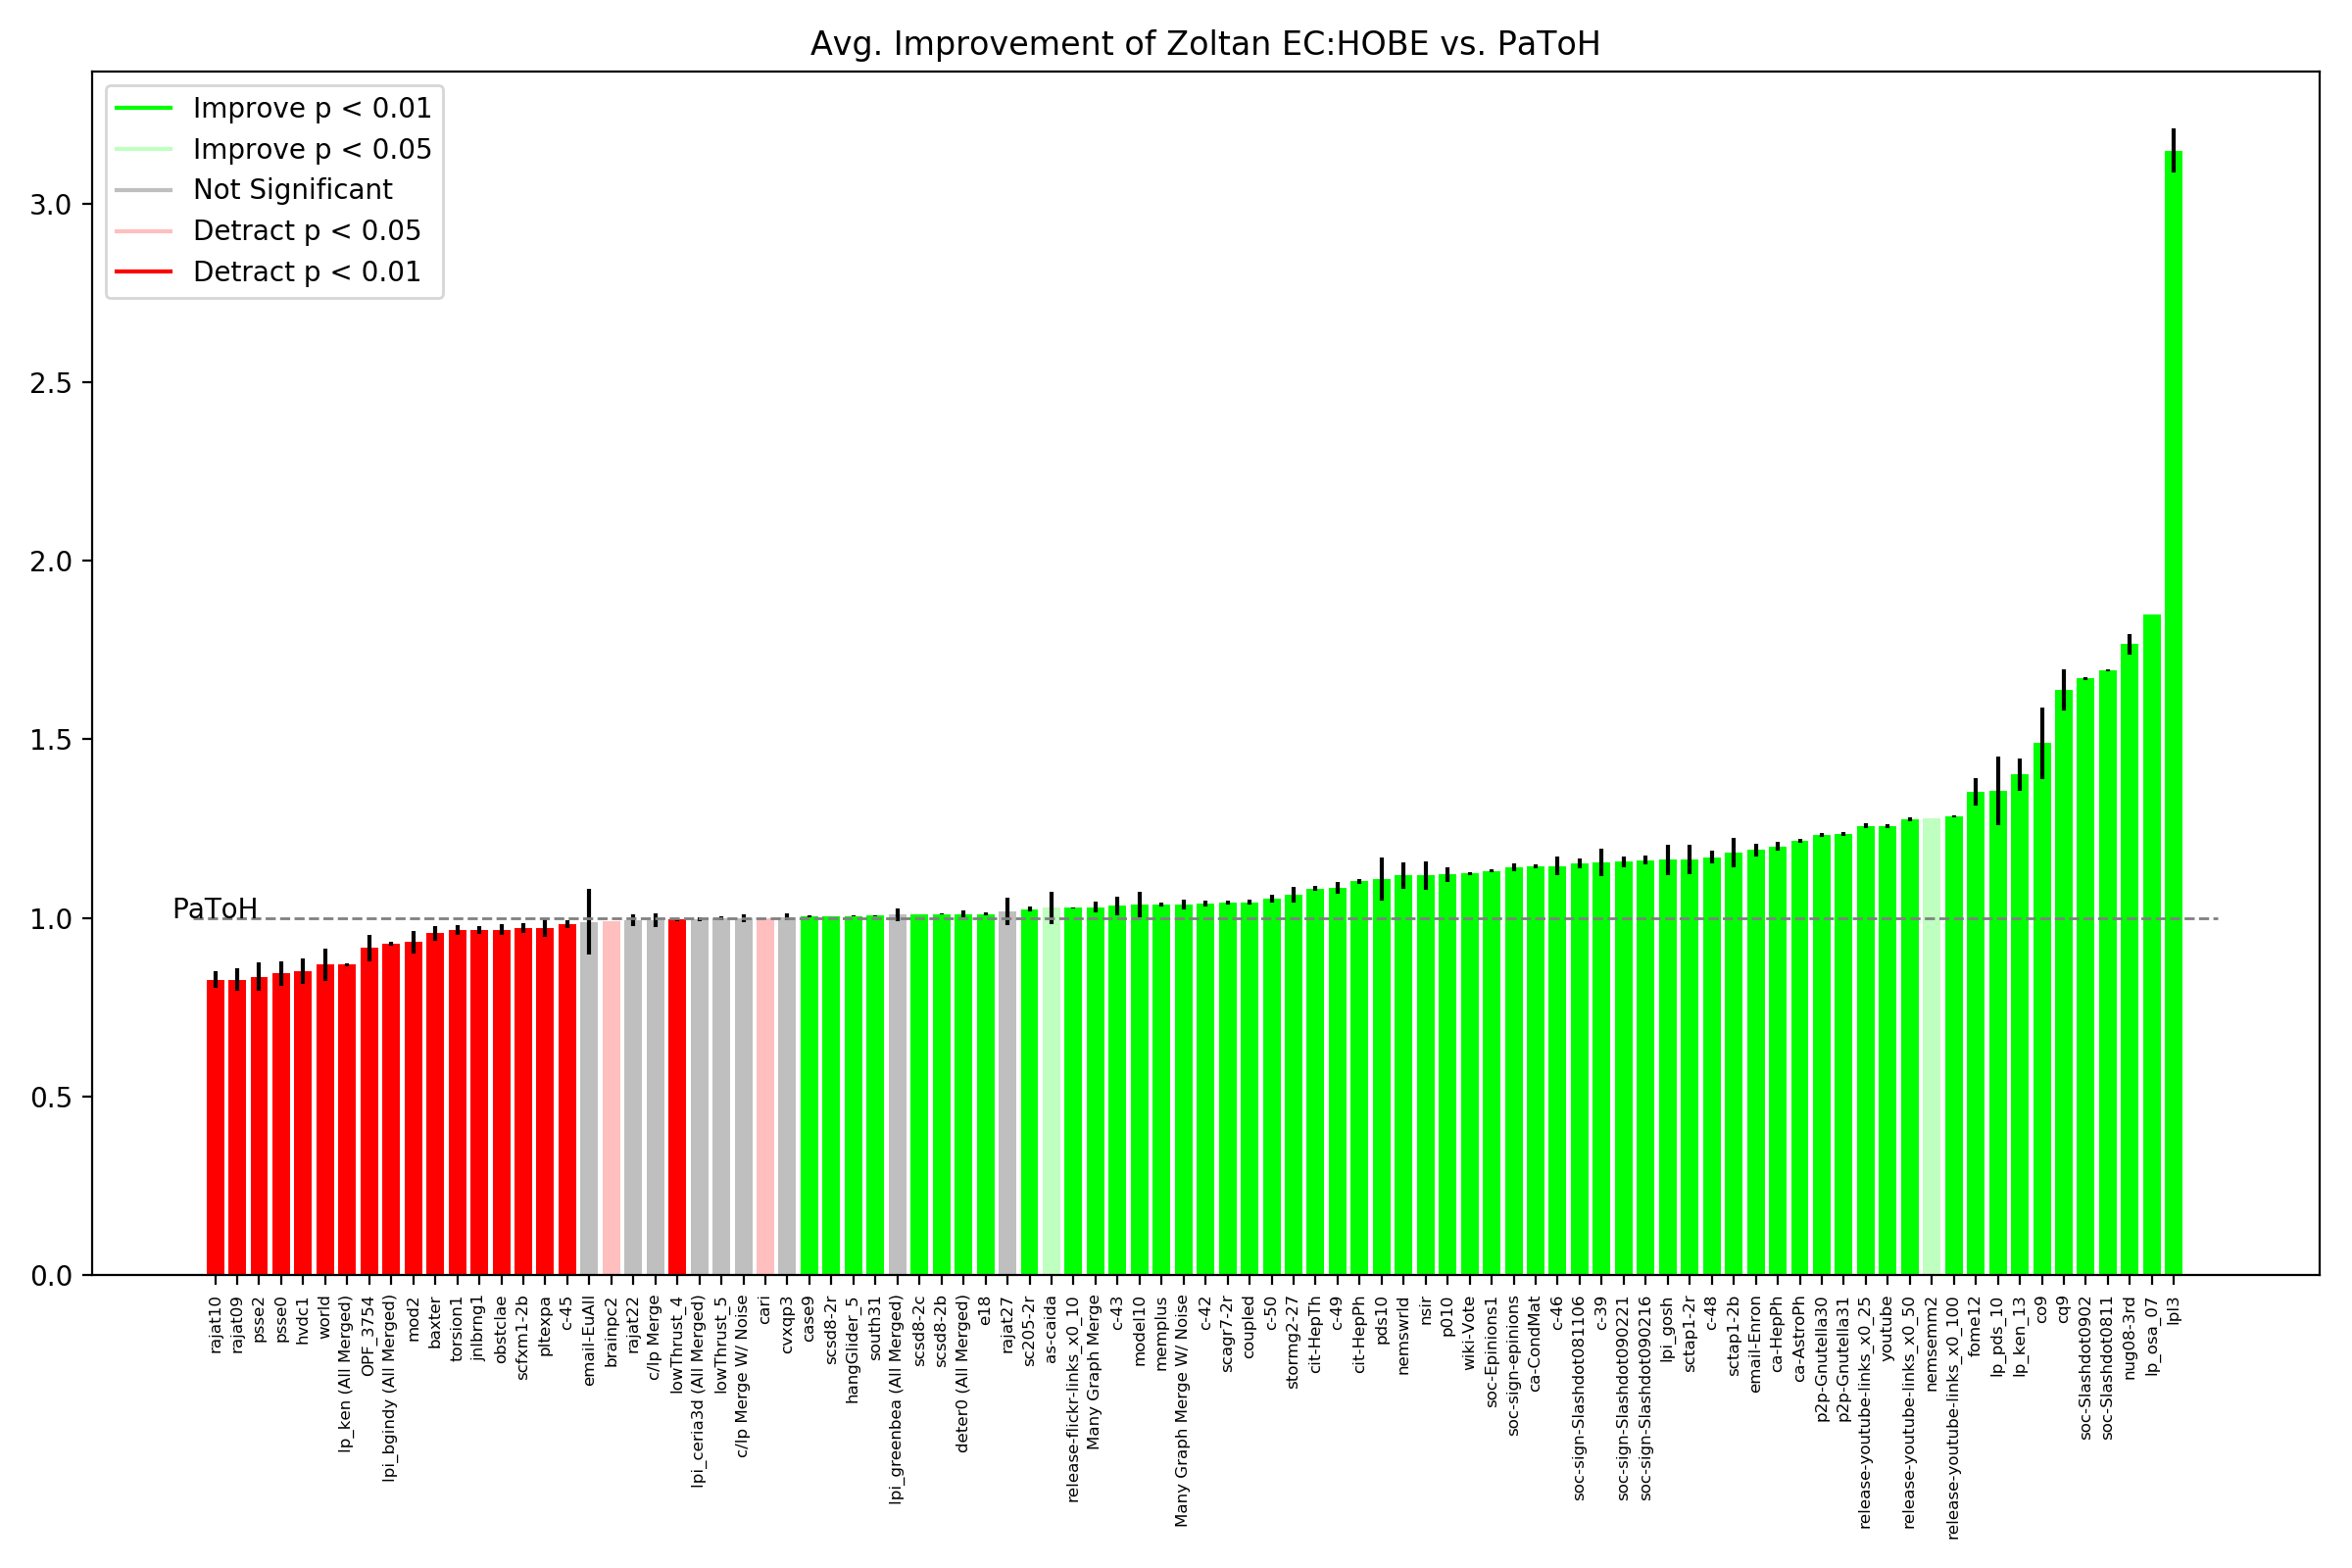 Avg. Improvement of Zoltan EC:HOBE vs. PaToH
Improve p < 0.01
Improve p < 0.05
Not Significant
Detract p < 0.05
Detract p < 0.01
3.0
2.5
2.0
1.5
1.0
0.5
0.0
PaToH
rajat10
rajat09
psse2
psse0
hvdc1
world
lp_ken (All Merged)
OPF_3754
lpi_bgindy (All Merged)
mod2
baxter
torsion1
jnlbrng1
obstclae
scfxm1-2b
pltexpa
c-45
email-EuAll
brainpc2
rajat22
c/lp Merge
lowThrust_4
lpi_ceria3d (All Merged)
lowThrust_5
c/lp Merge W/ Noise
cari
cvxqp3
case9
scsd8-2r
hangGlider_5
south31
lpi_greenbea (All Merged)
scsd8-2c
scsd8-2b
deter0 (All Merged)
e18
rajat27
sc205-2r
as-caida
release-flickr-links_x0_10
Many Graph Merge
c-43
model10
memplus
Many Graph Merge W/ Noise
c-42
scagr7-2r
coupled
c-50
stormg2-27
cit-HepTh
c-49
cit-HepPh
pds10
nemswrld
nsir
p010
wiki-Vote
soc-Epinions1
soc-sign-epinions
ca-CondMat
c-46
soc-sign-Slashdot081106
c-39
soc-sign-Slashdot090221
soc-sign-Slashdot090216
lpi_gosh
sctap1-2r
c-48
sctap1-2b
email-Enron
ca-HepPh
ca-AstroPh
p2p-Gnutella30
p2p-Gnutella31
release-youtube-links_x0_25
youtube
release-youtube-links_x0_50
nemsemm2
release-youtube-links_x0_100
fome12
lp_pds_10
lp_ken_13
co9
cq9
soc-Slashdot0902
soc-Slashdot0811
nug08-3rd
lp_osa_07
lpl3